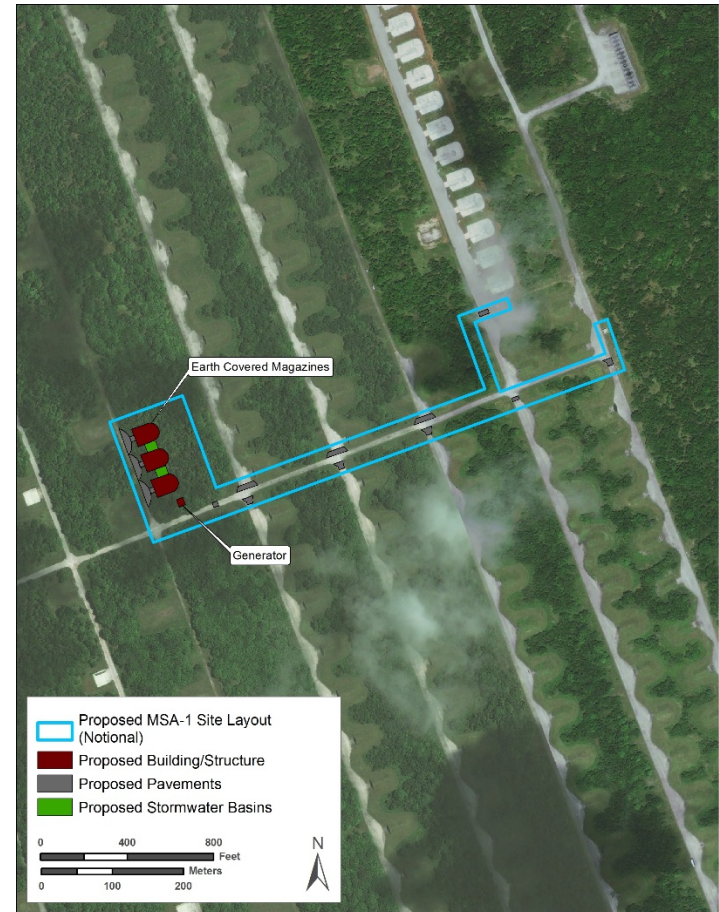 Earth Covered Magazines
Generator
Proposed MSA-1 Site Layout
(Notional)
Proposed Building/Structure
Proposed Pavements
Proposed Stormwater Basins
0 400 800
Feet
Meters
0 100 200
N